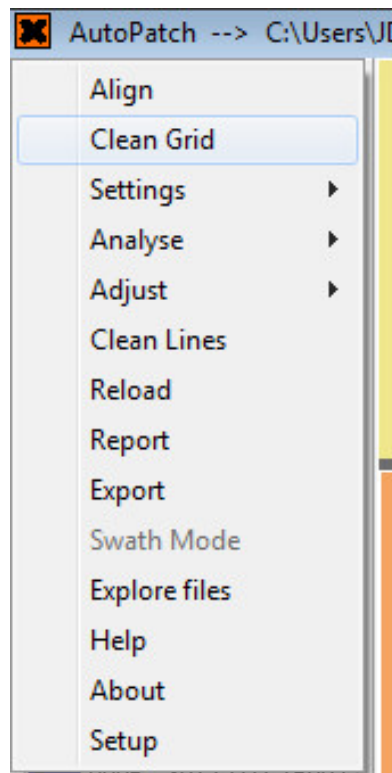 AutoPatch --> C:\Users\JD
Align
Clean Grid
Settings
Analyse
Adjust
Clean Lines
Reload
Report
Export
Swath Mode
Explore files
Help
About
Setup